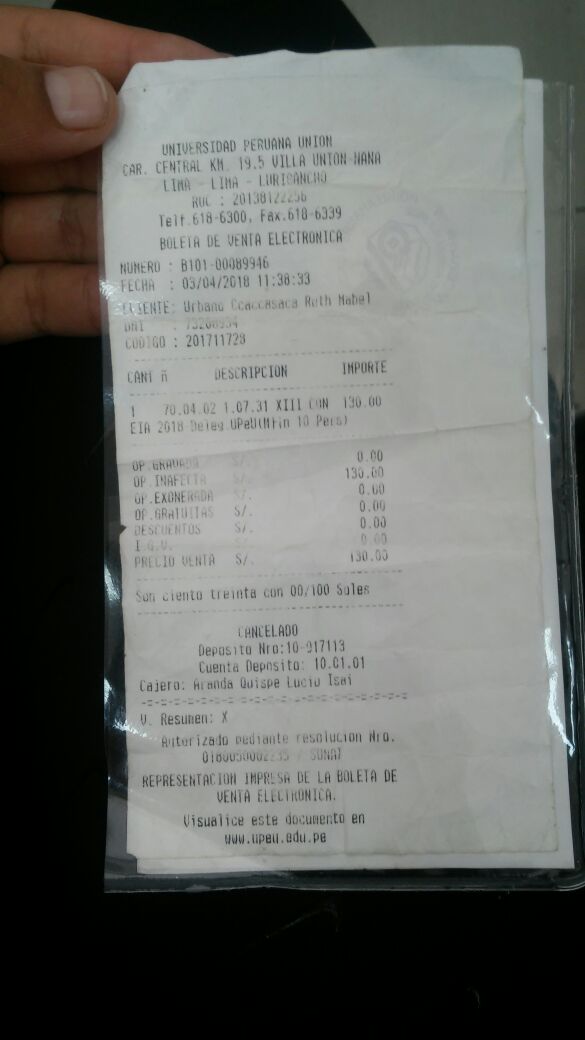 UNIVERSIDAD PERUANA UNION
CAR. CENTRAL KM. 19.5 VILLA UNION-NANA
LIMA - LIMA - LURIGANCHO
RUC : 20138122256
Telf.618-6300, Fax.618-6339
BOLETA DE VENTA ELECTRONICA
NUMERO : B101-00089946
FECHA : 03/04/2018 11:38:33
CLIENTE: Urbano Ccaccasaca Ruth Mabel
DNI :
CODIGO : 201711728
CANT ñ DESCRIPCION IMPORTE
1 70.04.02 1.07.31 XIII CON 130.00
EIA 2018 Deleg.UPeU(Min 10 Pers)
OP.GRAVADA S/. 0.00
OP.INAFECTA S/. 130.00
OP.EXONERADA S/. 0.00
OP.GRATUITAS S/. 0.00
DESCUENTOS S/. 0.00
I.G.V. S/. 0.00
PRECIO VENTA S/. 130.00
Son ciento treinta con 00/100 Soles
CANCELADO
Deposito Nro:10-917113
Cuenta Deposito: 10.01.01
Cajero: Aranda Quispe Lucio Isai
V. Resumen: X
Autorizado mediante resolucion Nro.
/ SUNAT
REPRESENTACION IMPRESA DE LA BOLETA DE
VENTA ELECTRONICA.
Visualice este documento en
www.upeu.edu.pe